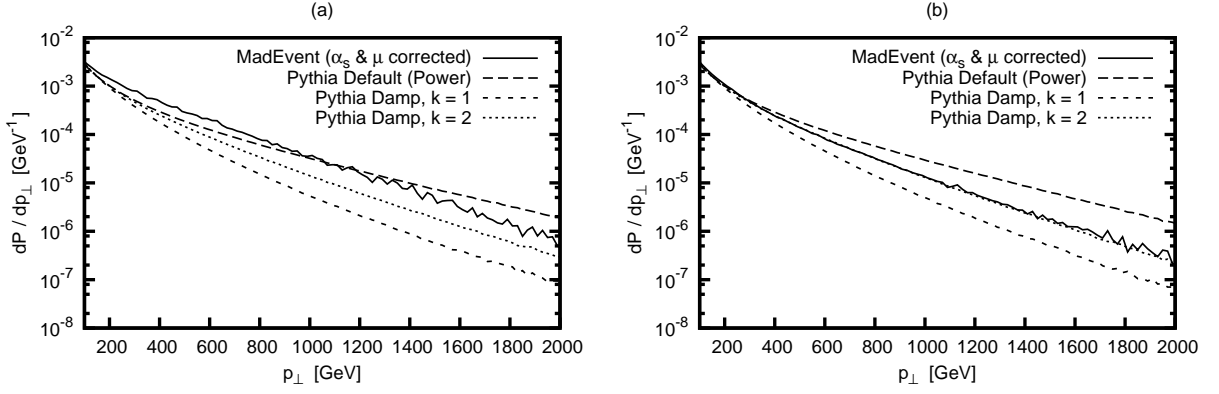 (a)
10⁻²
10⁻³
10⁻⁴
10⁻⁵
10⁻⁶
10⁻⁷
10⁻⁸
dP / dp⊥ [GeV⁻¹]
MadEvent (αs & μ corrected)
Pythia Default (Power)
Pythia Damp, k = 1
Pythia Damp, k = 2
200 400 600 800 1000 1200 1400 1600 1800 2000
p⊥ [GeV]
(b)
10⁻²
10⁻³
10⁻⁴
10⁻⁵
10⁻⁶
10⁻⁷
10⁻⁸
dP / dp⊥ [GeV⁻¹]
MadEvent (αs & μ corrected)
Pythia Default (Power)
Pythia Damp, k = 1
Pythia Damp, k = 2
200 400 600 800 1000 1200 1400 1600 1800 2000
p⊥ [GeV]